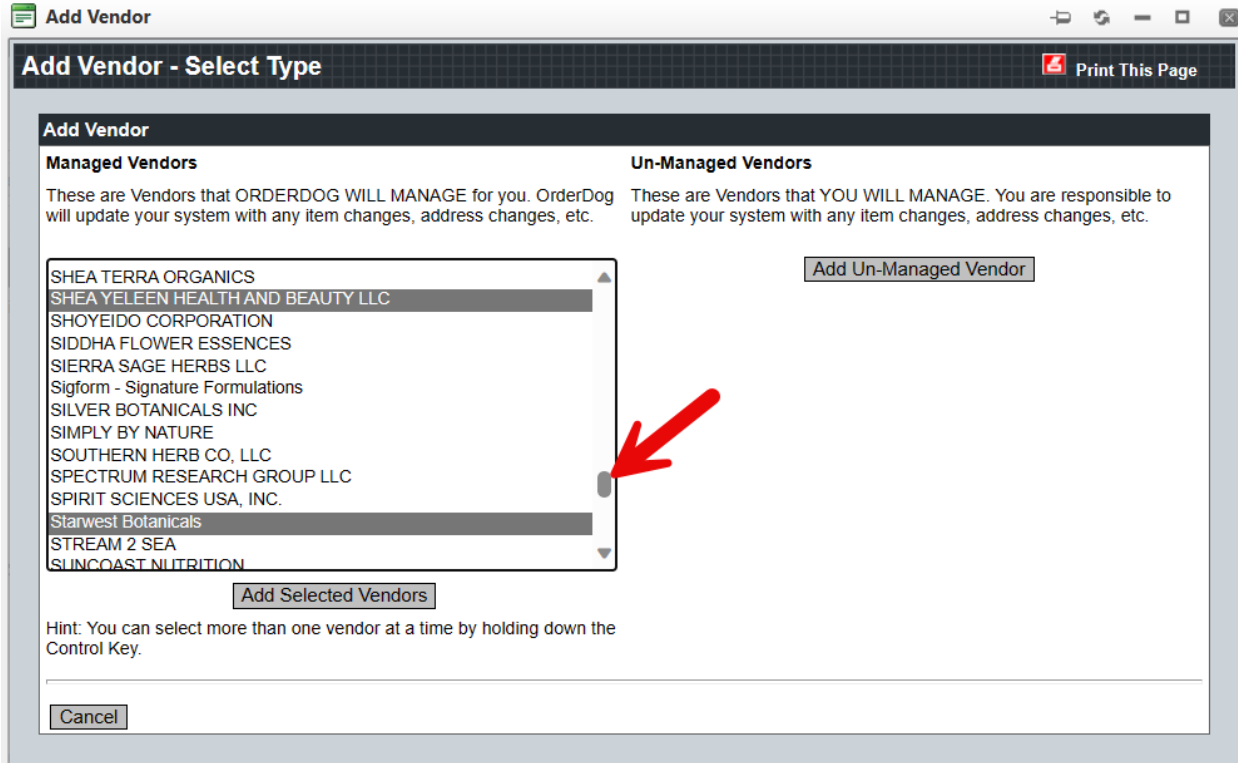 Add Vendor
Add Vendor - Select Type
Print This Page
Add Vendor
Managed Vendors
These are Vendors that ORDERDOG WILL MANAGE for you. OrderDog
will update your system with any item changes, address changes, etc.
Un-Managed Vendors
These are Vendors that YOU WILL MANAGE. You are responsible to
update your system with any item changes, address changes, etc.
SHEA TERRA ORGANICS
SHEA YELEEN HEALTH AND BEAUTY LLC
SHOYEIDO CORPORATION
SIDDHA FLOWER ESSENCES
SIERRA SAGE HERBS LLC
Sigform - Signature Formulations
SILVER BOTANICALS INC
SIMPLY BY NATURE
SOUTHERN HERB CO, LLC
SPECTRUM RESEARCH GROUP LLC
SPIRIT SCIENCES USA, INC.
Starwest Botanicals
STREAM 2 SEA
SUNCOAST NUTRITION
Add Un-Managed Vendor
Add Selected Vendors
Hint: You can select more than one vendor at a time by holding down the
Control Key.
Cancel